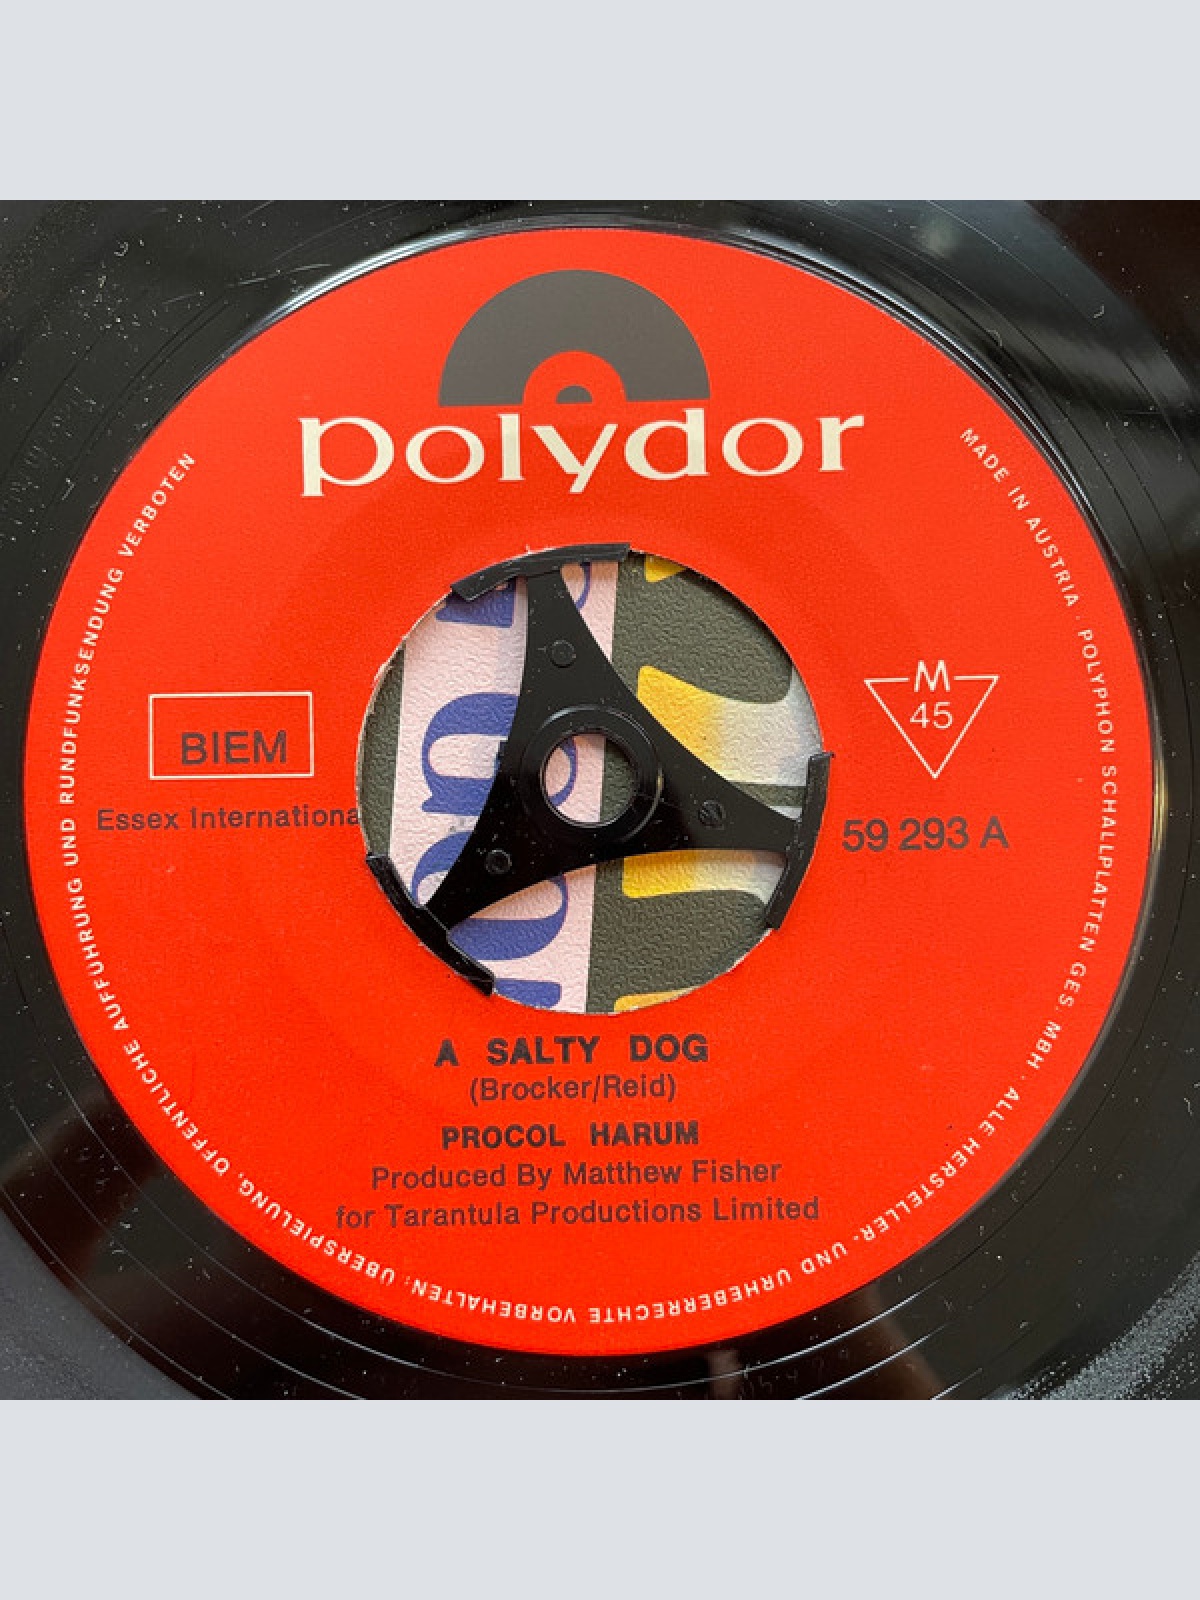 polydor
MADE IN AUSTRIA · POLYPHON SCHALLPLATTEN GES. MBH · ALLE HERSTELLER- UND URHEBERRECHTE VORBEHALTEN; ÜBERSPIELUNG, ÖFFENTLICHE AUFFÜHRUNG UND RUNDFUNKSENDUNG VERBOTEN
BIEM
M
45
Essex Internationa
59 293 A
A SALTY DOG
(Brocker/Reid)
PROCOL HARUM
Produced By Matthew Fisher
for Tarantula Productions Limited